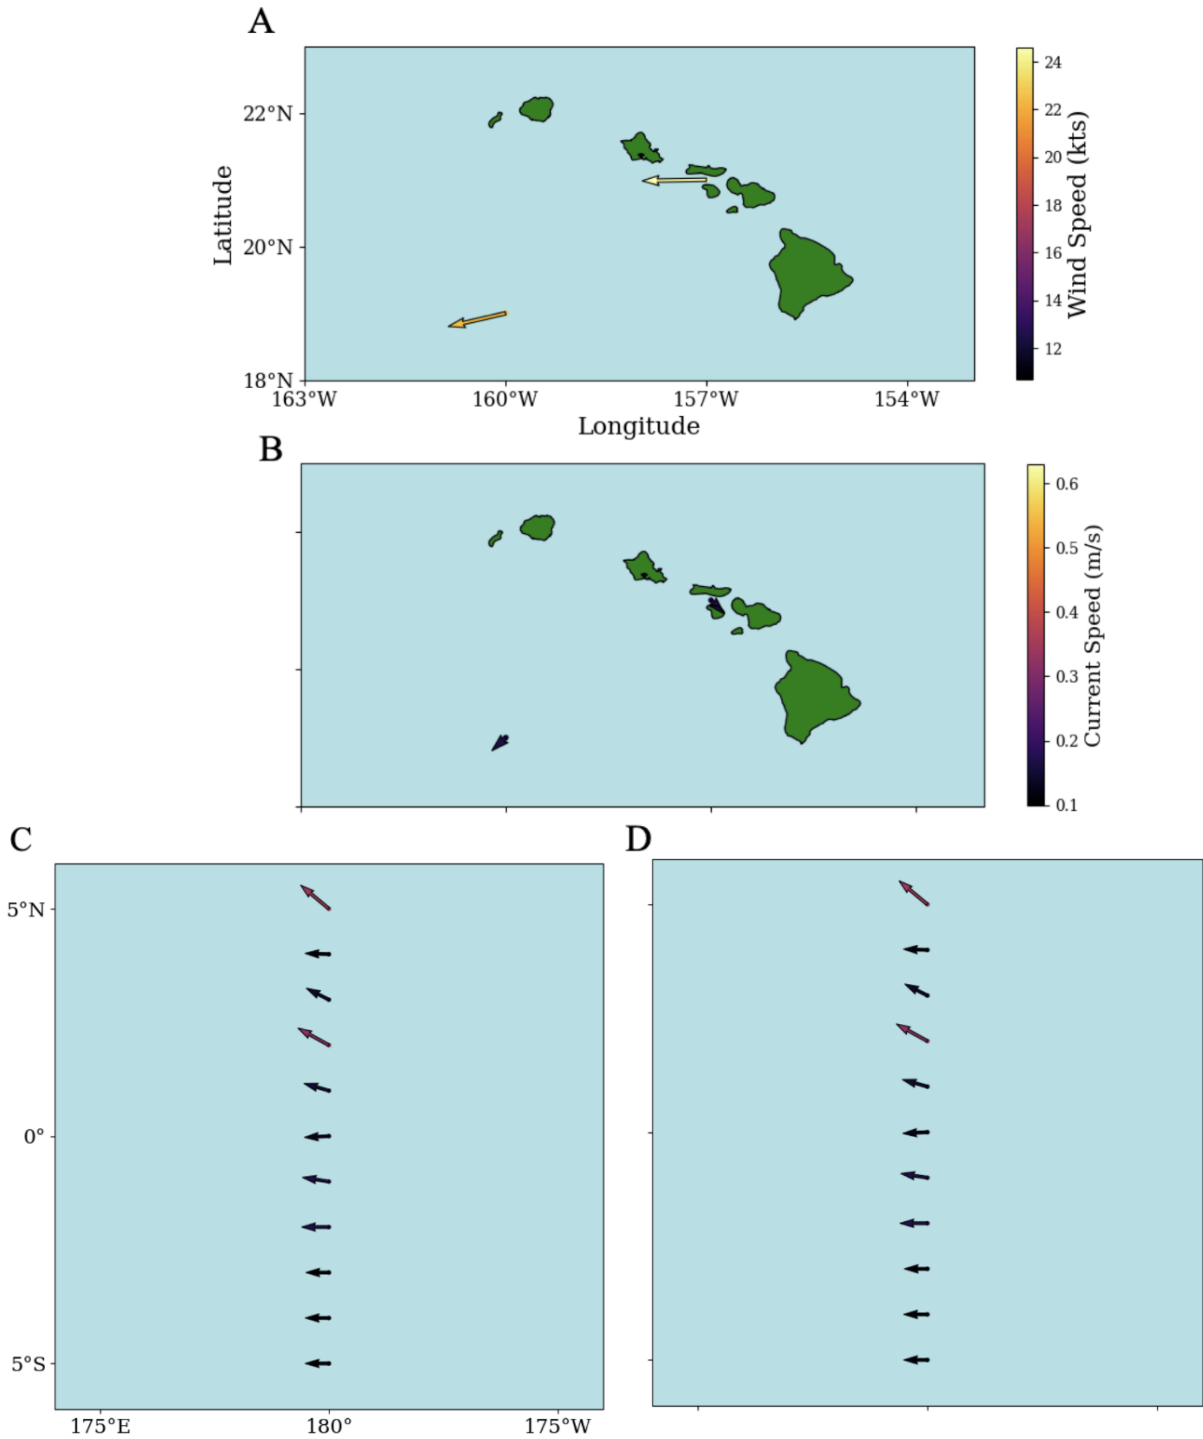 A
22°N
20°N
18°N
Latitude
163°W 160°W 157°W 154°W
Longitude
24
22
20
18
16
14
12
Wind Speed (kts)
B
0.6
0.5
0.4
0.3
0.2
0.1
Current Speed (m/s)
C
5°N
0°
5°S
175°E 180° 175°W
D